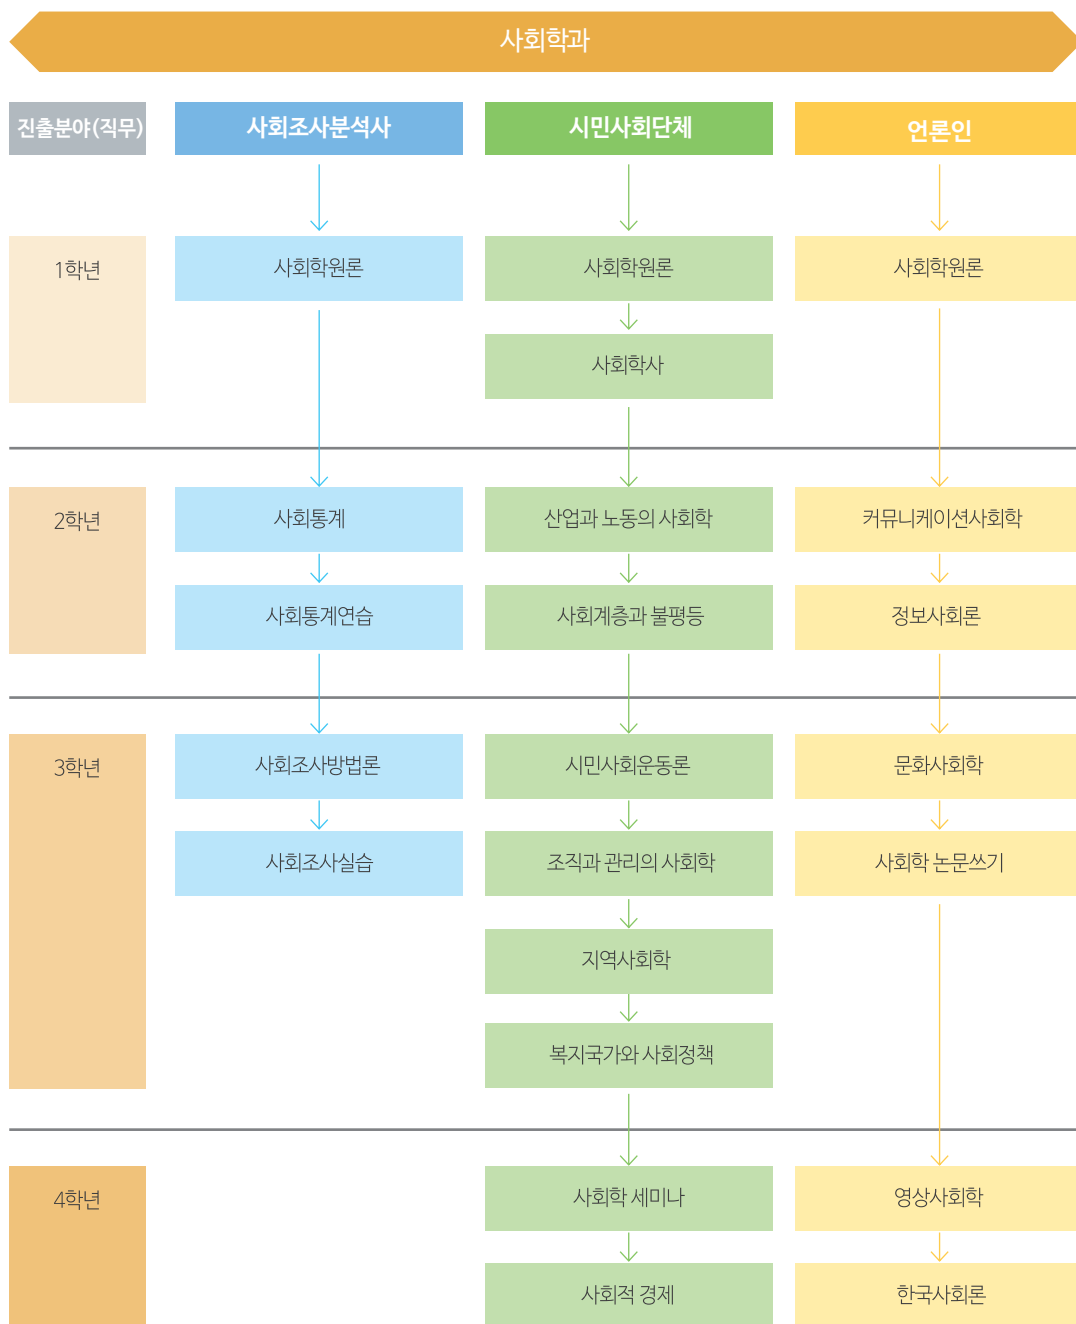 사회학과
진출분야(직무)
사회조사분석사
시민사회단체
언론인
1학년
사회학원론
사회학원론
사회학원론
사회학사
2학년
사회통계
산업과 노동의 사회학
커뮤니케이션사회학
사회통계연습
사회계층과 불평등
정보사회론
3학년
사회조사방법론
시민사회운동론
문화사회학
사회조사실습
조직과 관리의 사회학
사회학 논문쓰기
지역사회학
복지국가와 사회정책
4학년
사회학 세미나
영상사회학
사회적 경제
한국사회론